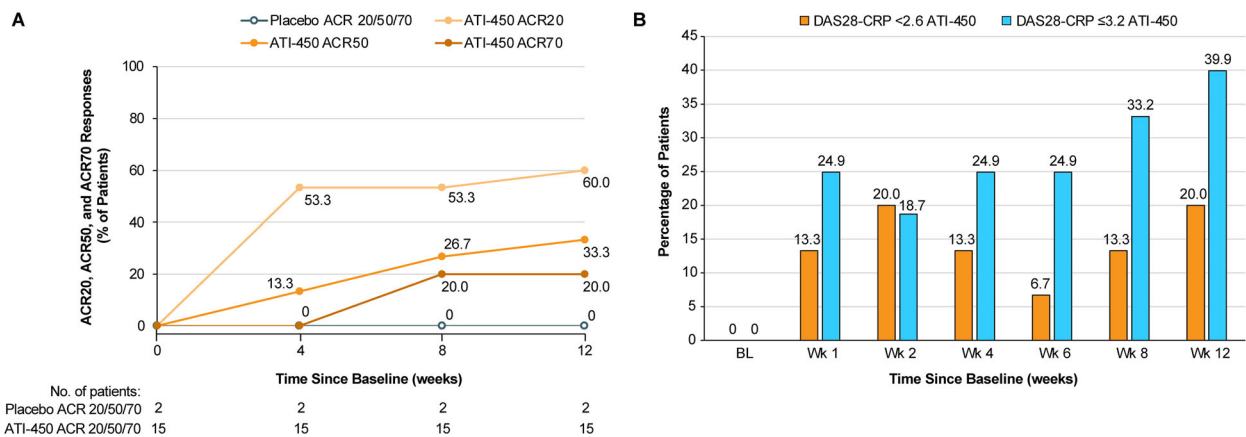 A
Placebo ACR 20/50/70
ATI-450 ACR20
ATI-450 ACR50
ATI-450 ACR70
ACR20, ACR50, and ACR70 Responses
(% of Patients)
100
80
60
40
20
0
53.3
53.3
60.0
13.3
26.7
33.3
20.0
20.0
0
0
0
0
4
8
12
Time Since Baseline (weeks)
No. of patients:
Placebo ACR 20/50/70 2 2 2 2
ATI-450 ACR 20/50/70 15 15 15 15
B
DAS28-CRP <2.6 ATI-450
DAS28-CRP ≤3.2 ATI-450
Percentage of Patients
45
40
35
30
25
20
15
10
5
0
0 0
13.3 24.9
20.0 18.7
13.3 24.9
6.7 24.9
13.3 33.2
20.0 39.9
BL Wk 1 Wk 2 Wk 4 Wk 6 Wk 8 Wk 12
Time Since Baseline (weeks)